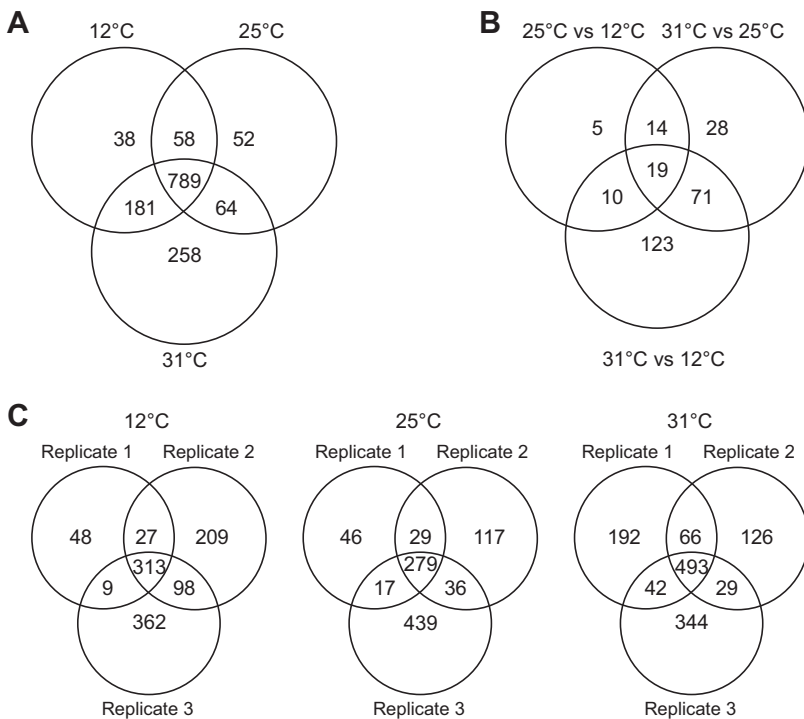 A
12°C 25°C
38 58 52
789
181 64
258
31°C
B
25°C vs 12°C 31°C vs 25°C
5 14 28
19
10 71
123
31°C vs 12°C
C
12°C
Replicate 1 Replicate 2
48 27 209
313
9 98
362
Replicate 3
25°C
Replicate 1 Replicate 2
46 29 117
279
17 36
439
Replicate 3
31°C
Replicate 1 Replicate 2
192 66 126
493
42 29
344
Replicate 3